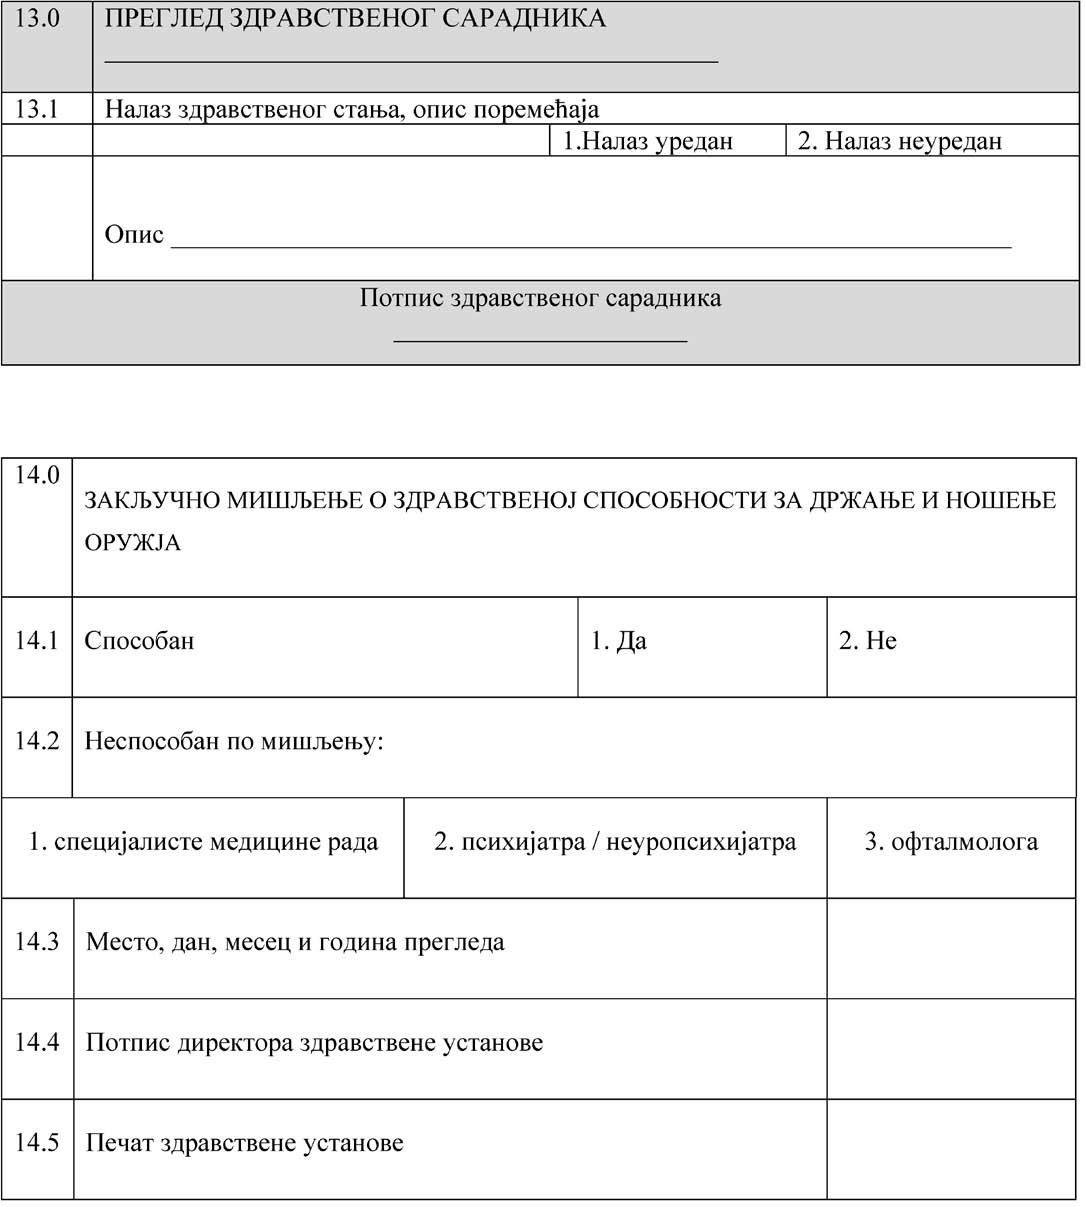 13.0 ПРЕГЛЕД ЗДРАВСТВЕНОГ САРАДНИКА
13.1 Налаз здравственог стања, опис поремећаја
1.Налаз уредан 2. Налаз неуредан
Опис
Потпис здравственог сарадника
14.0
ЗАКЉУЧНО МИШЉЕЊЕ О ЗДРАВСТВЕНОЈ СПОСОБНОСТИ ЗА ДРЖАЊЕ И НОШЕЊЕ
ОРУЖЈА
14.1 Способан 1. Да 2. Не
14.2 Неспособан по мишљењу:
1. специјалисте медицине рада 2. психијатра / неуропсихијатра 3. офталмолога
14.3 Место, дан, месец и година прегледа
14.4 Потпис директора здравствене установе
14.5 Печат здравствене установе